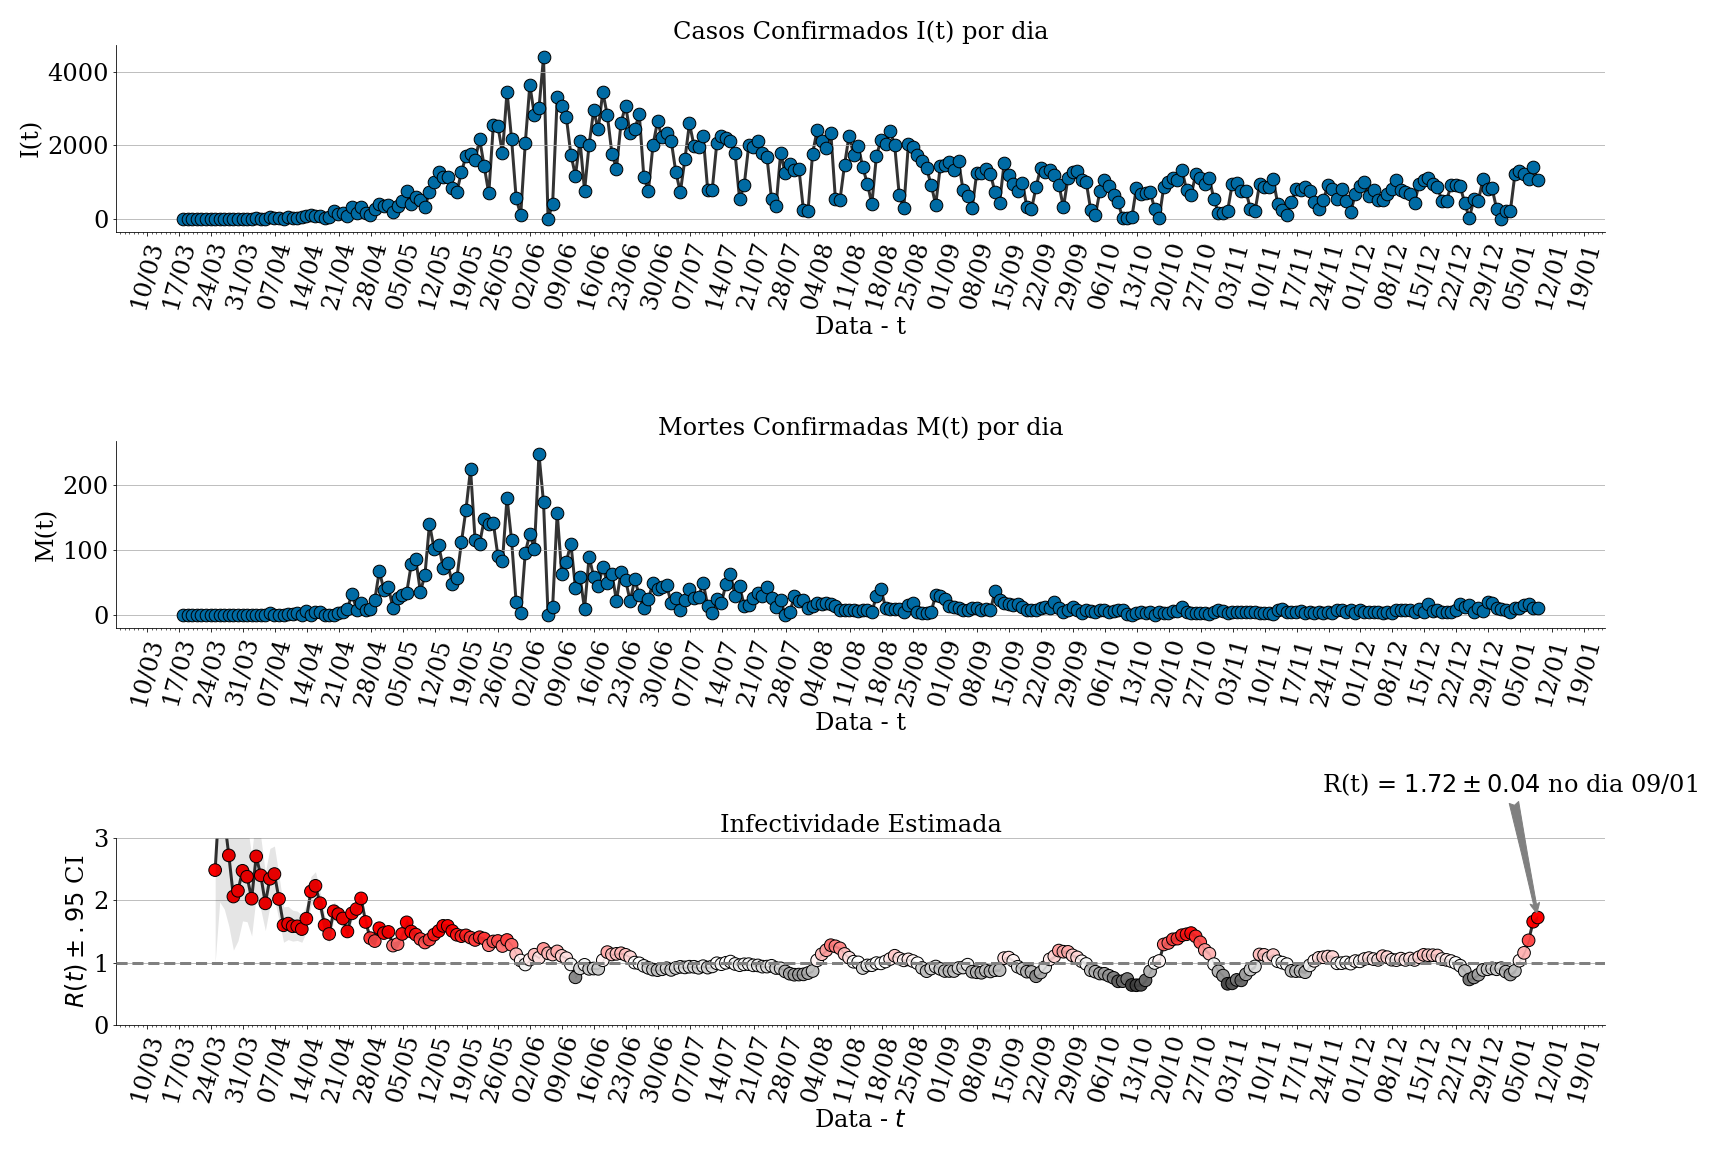 Casos Confirmados I(t) por dia
I(t)
4000
2000
0
10/03 17/03 24/03 31/03 07/04 14/04 21/04 28/04 05/05 12/05 19/05 26/05 02/06 09/06 16/06 23/06 30/06 07/07 14/07 21/07 28/07 04/08 11/08 18/08 25/08 01/09 08/09 15/09 22/09 29/09 06/10 13/10 20/10 27/10 03/11 10/11 17/11 24/11 01/12 08/12 15/12 22/12 29/12 05/01 12/01 19/01
Data - t
Mortes Confirmadas M(t) por dia
M(t)
200
100
0
10/03 17/03 24/03 31/03 07/04 14/04 21/04 28/04 05/05 12/05 19/05 26/05 02/06 09/06 16/06 23/06 30/06 07/07 14/07 21/07 28/07 04/08 11/08 18/08 25/08 01/09 08/09 15/09 22/09 29/09 06/10 13/10 20/10 27/10 03/11 10/11 17/11 24/11 01/12 08/12 15/12 22/12 29/12 05/01 12/01 19/01
Data - t
R(t) = 1.72 ± 0.04 no dia 09/01
Infectividade Estimada
R(t) ± .95 CI
3
2
1
0
10/03 17/03 24/03 31/03 07/04 14/04 21/04 28/04 05/05 12/05 19/05 26/05 02/06 09/06 16/06 23/06 30/06 07/07 14/07 21/07 28/07 04/08 11/08 18/08 25/08 01/09 08/09 15/09 22/09 29/09 06/10 13/10 20/10 27/10 03/11 10/11 17/11 24/11 01/12 08/12 15/12 22/12 29/12 05/01 12/01 19/01
Data - t